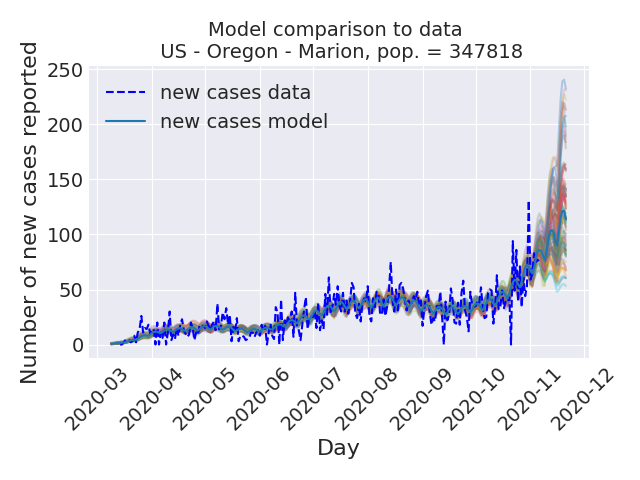 Model comparison to data
US - Oregon - Marion, pop. = 347818
Number of new cases reported
250
200
150
100
50
0
new cases data
new cases model
2020-03
2020-04
2020-05
2020-06
2020-07
2020-08
2020-09
2020-10
2020-11
2020-12
Day